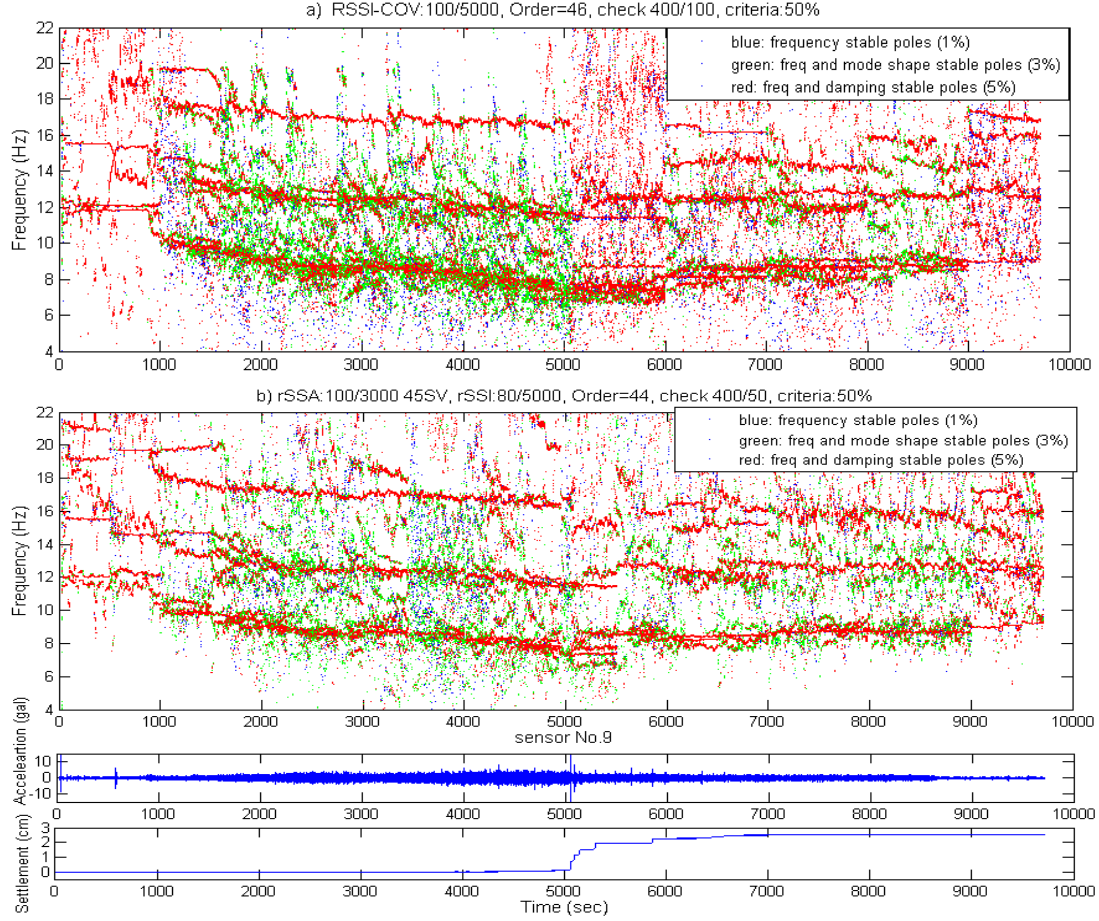 a) RSSI-COV:100/5000, Order=46, check 400/100, criteria:50%
22
20
18
16
14
12
10
8
6
4
Frequency (Hz)
blue: frequency stable poles (1%)
green: freq and mode shape stable poles (3%)
red: freq and damping stable poles (5%)
0 1000 2000 3000 4000 5000 6000 7000 8000 9000 10000
b) rSSA:100/3000 45SV, rSSI:80/5000, Order=44, check 400/50, criteria:50%
22
20
18
16
14
12
10
8
6
4
Frequency (Hz)
blue: frequency stable poles (1%)
green: freq and mode shape stable poles (3%)
red: freq and damping stable poles (5%)
0 1000 2000 3000 4000 5000 6000 7000 8000 9000 10000
sensor No.9
Acceleartion (gal)
10
0
-10
0 1000 2000 3000 4000 5000 6000 7000 8000 9000 10000
Settlement (cm)
3
2
1
0
0 1000 2000 3000 4000 5000 6000 7000 8000 9000 10000
Time (sec)